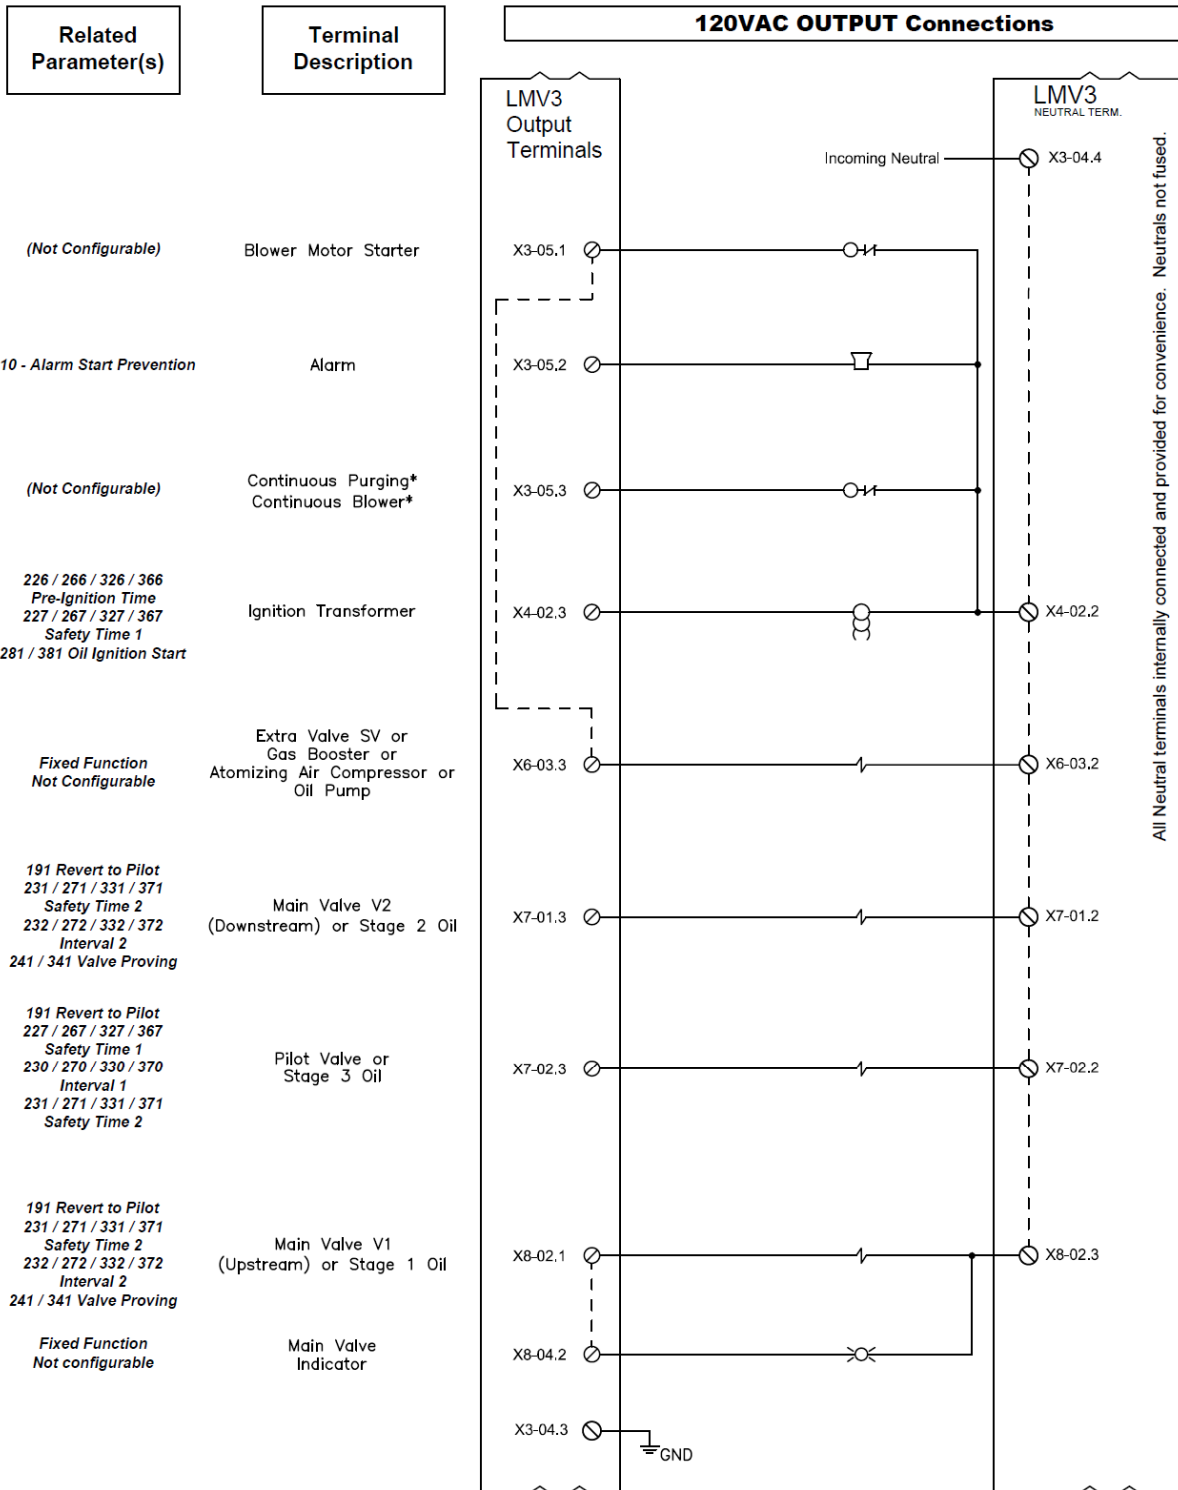 Related
Parameter(s)
Terminal
Description
120VAC OUTPUT Connections
LMV3
Output
Terminals
LMV3
NEUTRAL TERM.
Incoming Neutral
X3-04.4
(Not Configurable)
Blower Motor Starter
X3-05.1
10 - Alarm Start Prevention
Alarm
X3-05.2
(Not Configurable)
Continuous Purging*
Continuous Blower*
X3-05.3
226 / 266 / 326 / 366
Pre-Ignition Time
227 / 267 / 327 / 367
Safety Time 1
281 / 381 Oil Ignition Start
Ignition Transformer
X4-02.3
X4-02.2
Fixed Function
Not Configurable
Extra Valve SV or
Gas Booster or
Atomizing Air Compressor or
Oil Pump
X6-03.3
X6-03.2
191 Revert to Pilot
231 / 271 / 331 / 371
Safety Time 2
232 / 272 / 332 / 372
Interval 2
241 / 341 Valve Proving
Main Valve V2
(Downstream) or Stage 2 Oil
X7-01.3
X7-01.2
191 Revert to Pilot
227 / 267 / 327 / 367
Safety Time 1
230 / 270 / 330 / 370
Interval 1
231 / 271 / 331 / 371
Safety Time 2
Pilot Valve or
Stage 3 Oil
X7-02.3
X7-02.2
191 Revert to Pilot
231 / 271 / 331 / 371
Safety Time 2
232 / 272 / 332 / 372
Interval 2
241 / 341 Valve Proving
Main Valve V1
(Upstream) or Stage 1 Oil
X8-02.1
X8-02.3
Fixed Function
Not configurable
Main Valve
Indicator
X8-04.2
X3-04.3
GND
All Neutral terminals internally connected and provided for convenience. Neutrals not fused.